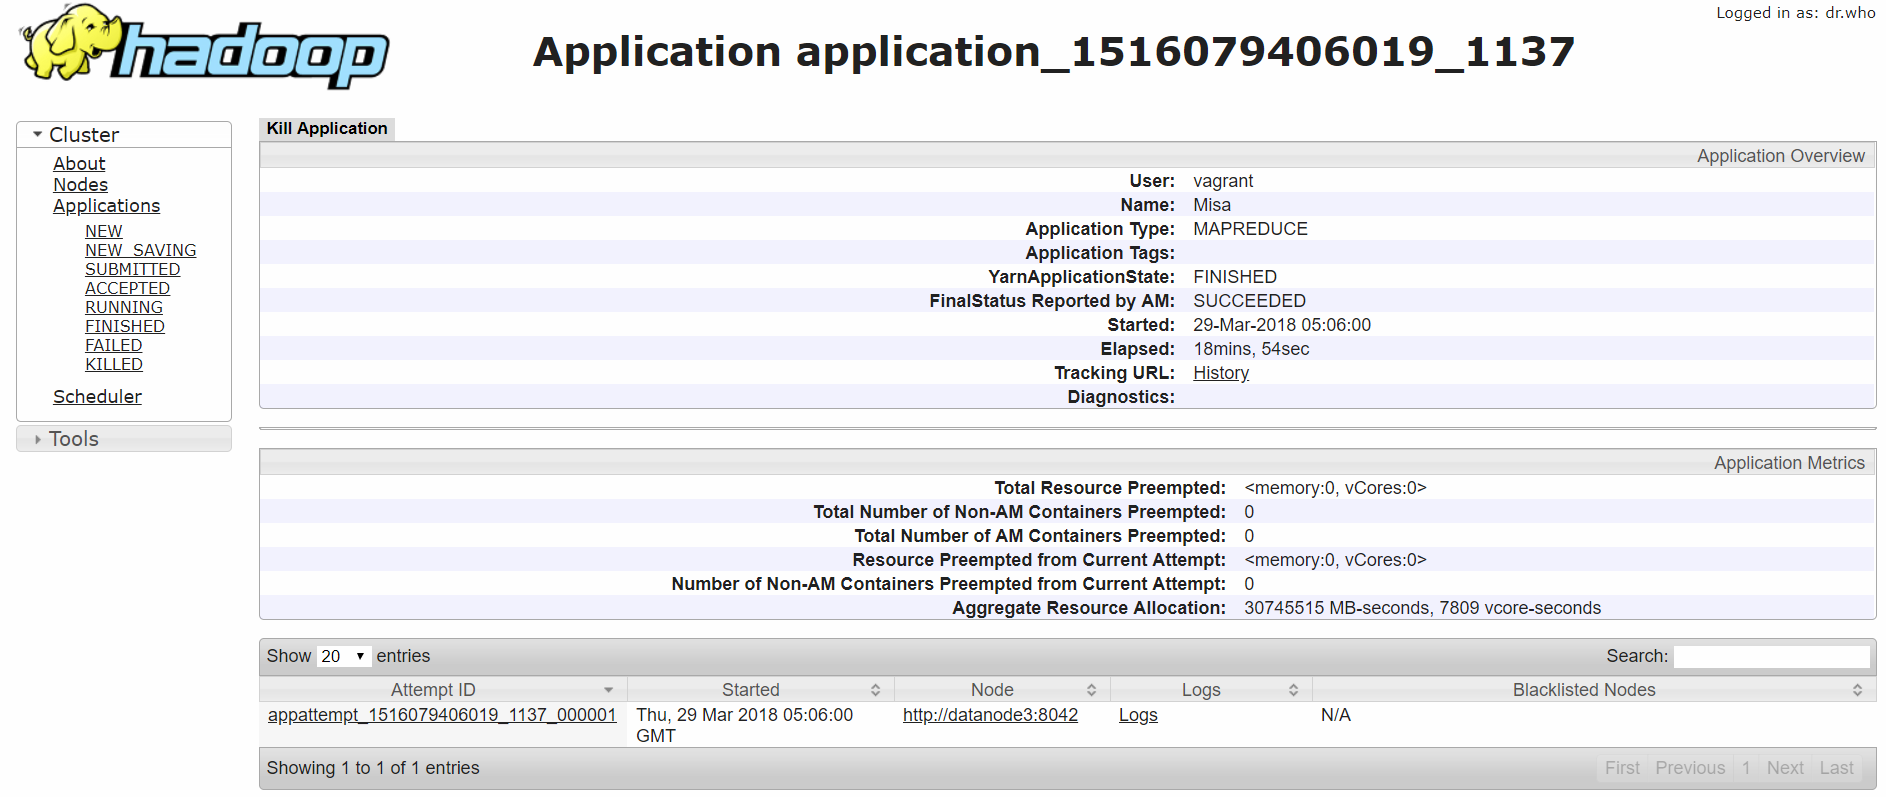 Logged in as: dr.who
hadoop
Application application_1516079406019_1137
Cluster
About
Nodes
Applications
NEW
NEW_SAVING
SUBMITTED
ACCEPTED
RUNNING
FINISHED
FAILED
KILLED
Scheduler
Tools
Kill Application
Application Overview
User: vagrant
Name: Misa
Application Type: MAPREDUCE
Application Tags:
YarnApplicationState: FINISHED
FinalStatus Reported by AM: SUCCEEDED
Started: 29-Mar-2018 05:06:00
Elapsed: 18mins, 54sec
Tracking URL: History
Diagnostics:
Application Metrics
Total Resource Preempted: <memory:0, vCores:0>
Total Number of Non-AM Containers Preempted: 0
Total Number of AM Containers Preempted: 0
Resource Preempted from Current Attempt: <memory:0, vCores:0>
Number of Non-AM Containers Preempted from Current Attempt: 0
Aggregate Resource Allocation: 30745515 MB-seconds, 7809 vcore-seconds
Show 20 entries Search:
Attempt ID Started Node Logs Blacklisted Nodes
appattempt_1516079406019_1137_000001 Thu, 29 Mar 2018 05:06:00 http://datanode3:8042 Logs N/A
GMT
Showing 1 to 1 of 1 entries First Previous 1 Next Last